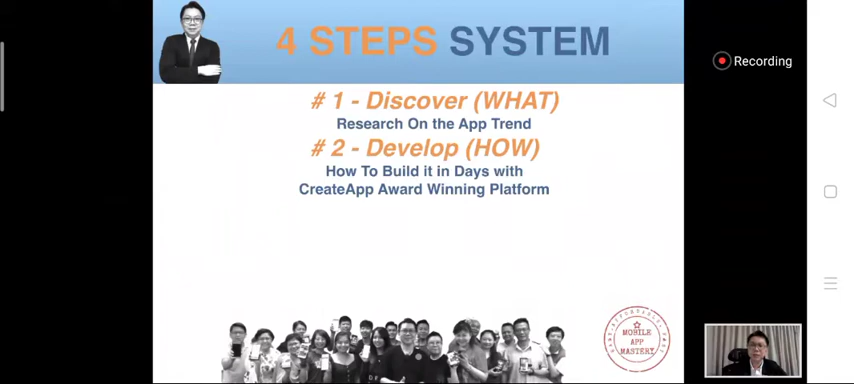 4 STEPS SYSTEM
# 1 - Discover (WHAT)
Research On the App Trend
# 2 - Develop (HOW)
How To Build it in Days with
CreateApp Award Winning Platform
Recording
MOBILE
APP
MASTERY